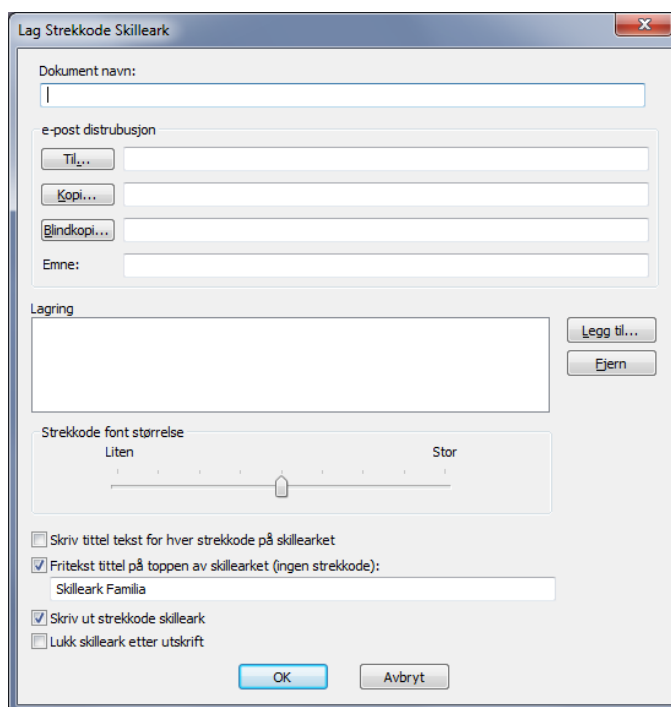 Lag Strekkode Skilleark
Dokument navn:
e-post distrubusjon
Til...
Kopi...
Blindkopi...
Emne:
Lagring
Legg til...
Fjern
Strekkode font størrelse
Liten Stor
Skriv tittel tekst for hver strekkode på skillearket
Fritekst tittel på toppen av skillearket (ingen strekkode):
Skilleark Familia
Skriv ut strekkode skilleark
Lukk skilleark etter utskrift
OK Avbryt